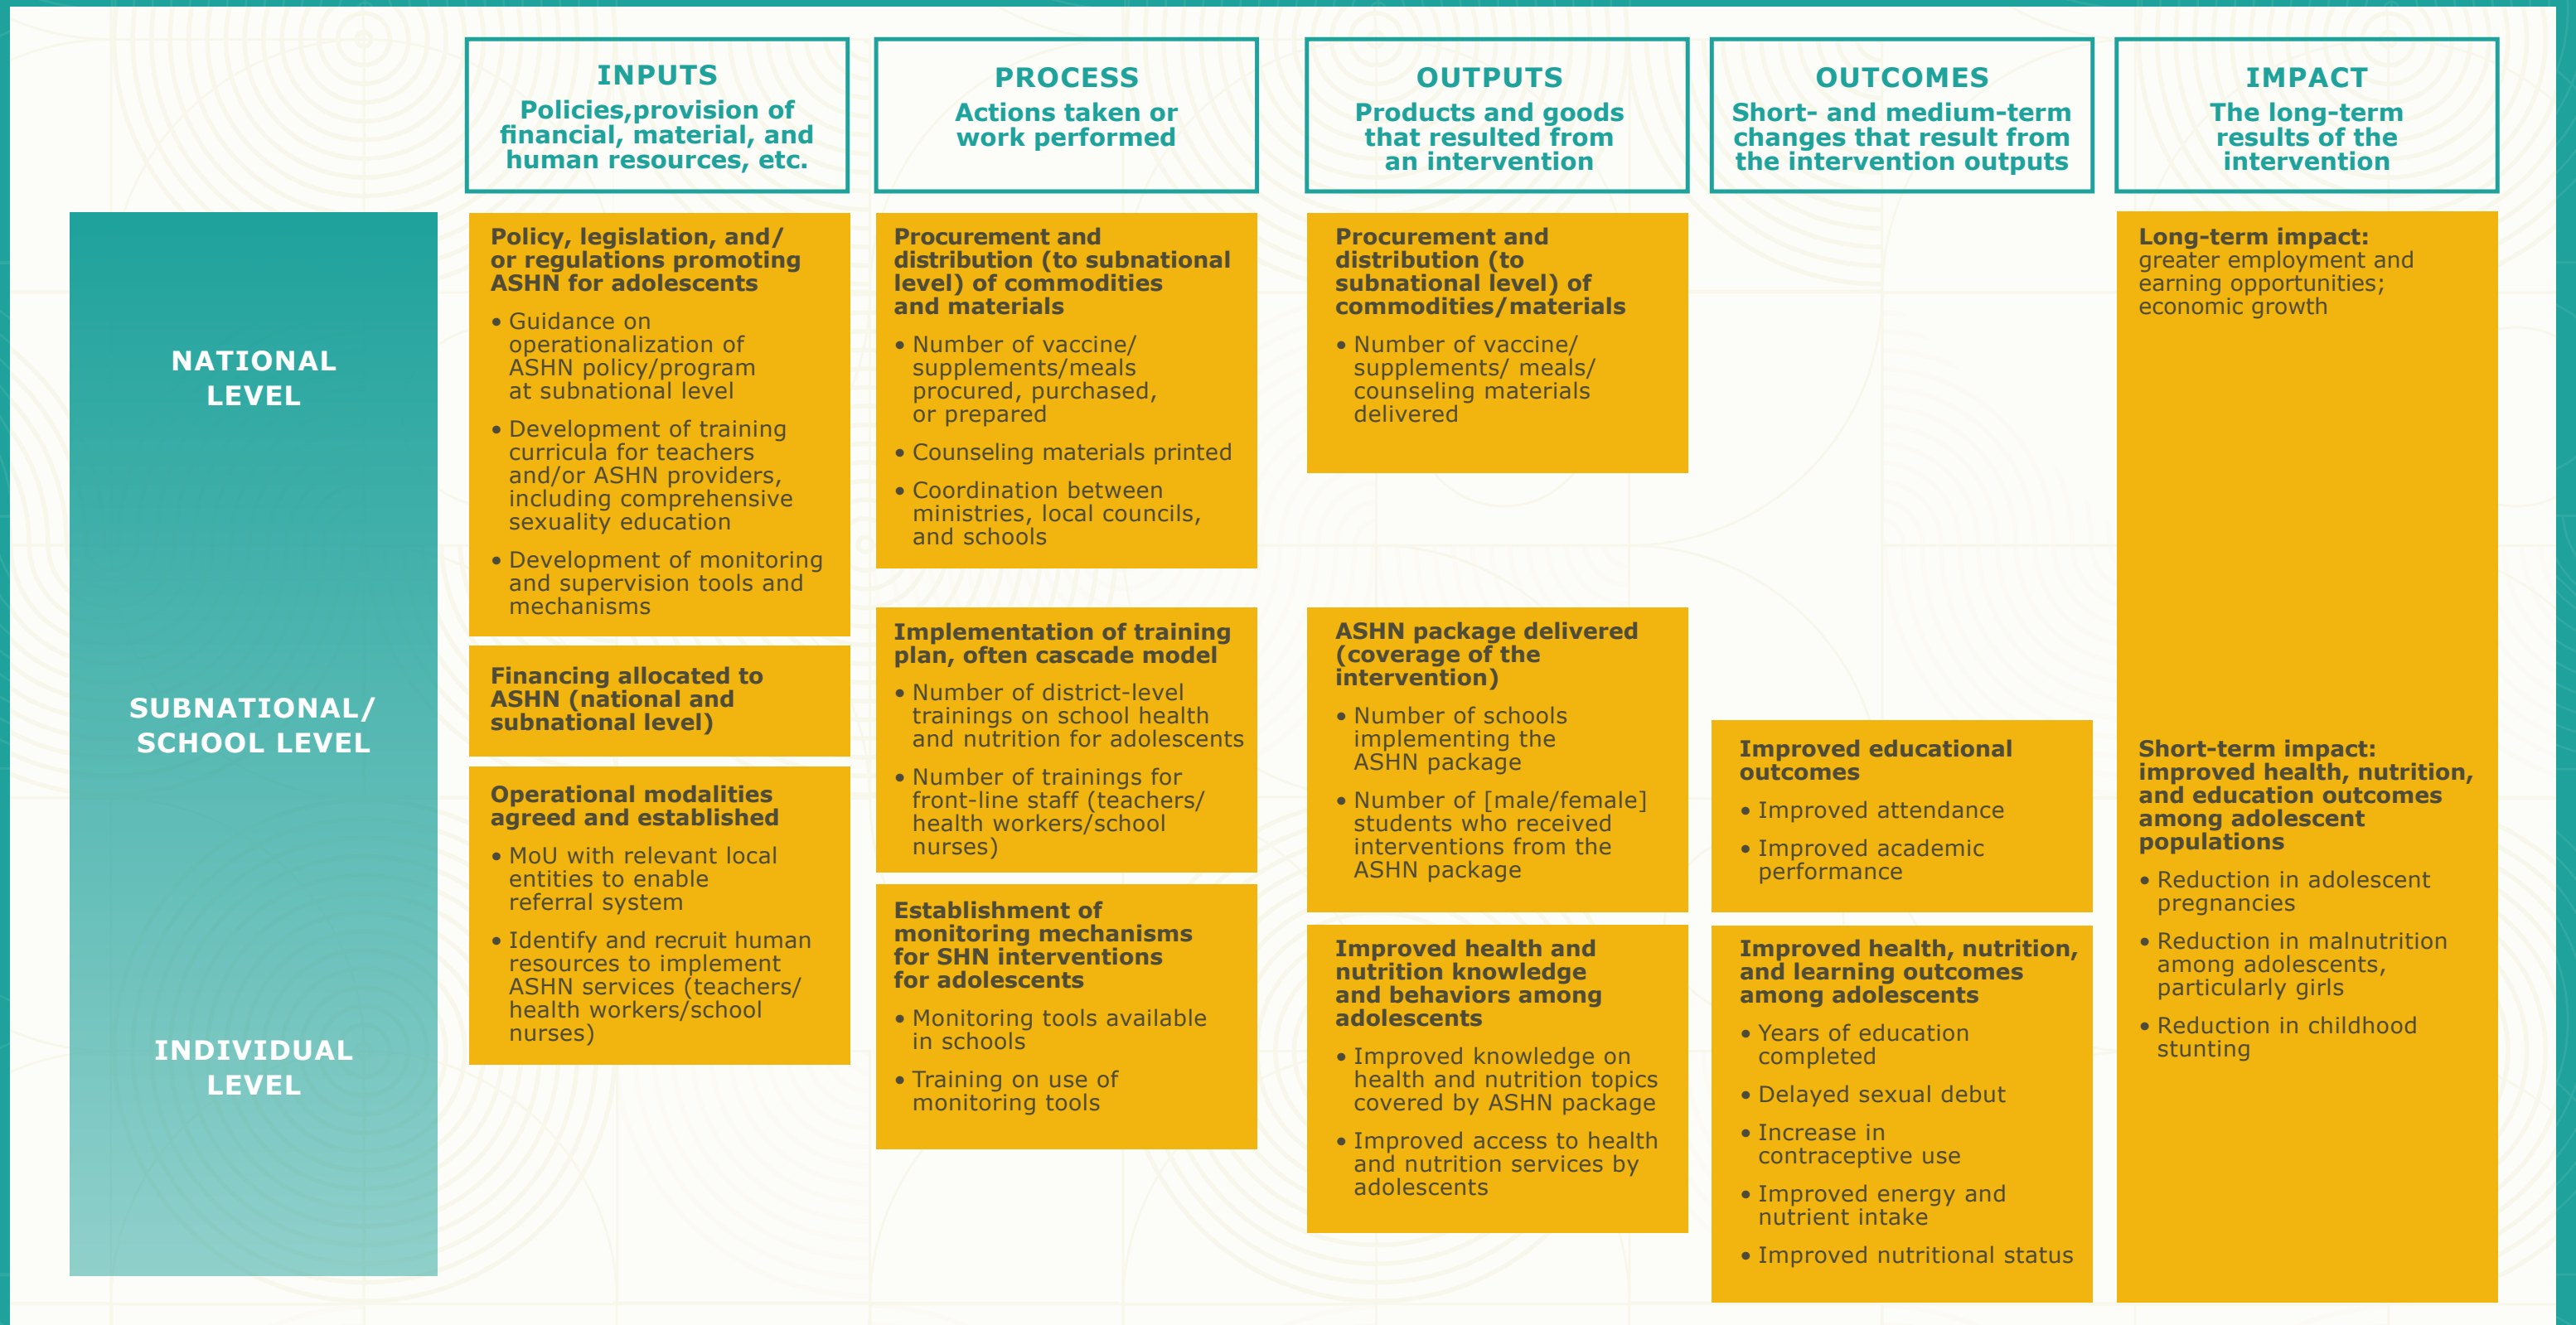 INPUTS
Policies,provision of
financial, material, and
human resources, etc.
PROCESS
Actions taken or
work performed
OUTPUTS
Products and goods
that resulted from
an intervention
OUTCOMES
Short- and medium-term
changes that result from
the intervention outputs
IMPACT
The long-term
results of the
intervention
NATIONAL
LEVEL
SUBNATIONAL/
SCHOOL LEVEL
INDIVIDUAL
LEVEL
Policy, legislation, and/
or regulations promoting
ASHN for adolescents
• Guidance on
operationalization of
ASHN policy/program
at subnational level
• Development of training
curricula for teachers
and/or ASHN providers,
including comprehensive
sexuality education
• Development of monitoring
and supervision tools and
mechanisms
Financing allocated to
ASHN (national and
subnational level)
Operational modalities
agreed and established
• MoU with relevant local
entities to enable
referral system
• Identify and recruit human
resources to implement
ASHN services (teachers/
health workers/school
nurses)
Procurement and
distribution (to subnational
level) of commodities
and materials
• Number of vaccine/
supplements/meals
procured, purchased,
or prepared
• Counseling materials printed
• Coordination between
ministries, local councils,
and schools
Implementation of training
plan, often cascade model
• Number of district-level
trainings on school health
and nutrition for adolescents
• Number of trainings for
front-line staff (teachers/
health workers/school
nurses)
Establishment of
monitoring mechanisms
for SHN interventions
for adolescents
• Monitoring tools available
in schools
• Training on use of
monitoring tools
Procurement and
distribution (to
subnational level) of
commodities/materials
• Number of vaccine/
supplements/ meals/
counseling materials
delivered
ASHN package delivered
(coverage of the
intervention)
• Number of schools
implementing the
ASHN package
• Number of [male/female]
students who received
interventions from the
ASHN package
Improved health and
nutrition knowledge
and behaviors among
adolescents
• Improved knowledge on
health and nutrition topics
covered by ASHN package
• Improved access to health
and nutrition services by
adolescents
Improved educational
outcomes
• Improved attendance
• Improved academic
performance
Improved health, nutrition,
and learning outcomes
among adolescents
• Years of education
completed
• Delayed sexual debut
• Increase in
contraceptive use
• Improved energy and
nutrient intake
• Improved nutritional status
Long-term impact:
greater employment and
earning opportunities;
economic growth
Short-term impact:
improved health, nutrition,
and education outcomes
among adolescent
populations
• Reduction in adolescent
pregnancies
• Reduction in malnutrition
among adolescents,
particularly girls
• Reduction in childhood
stunting